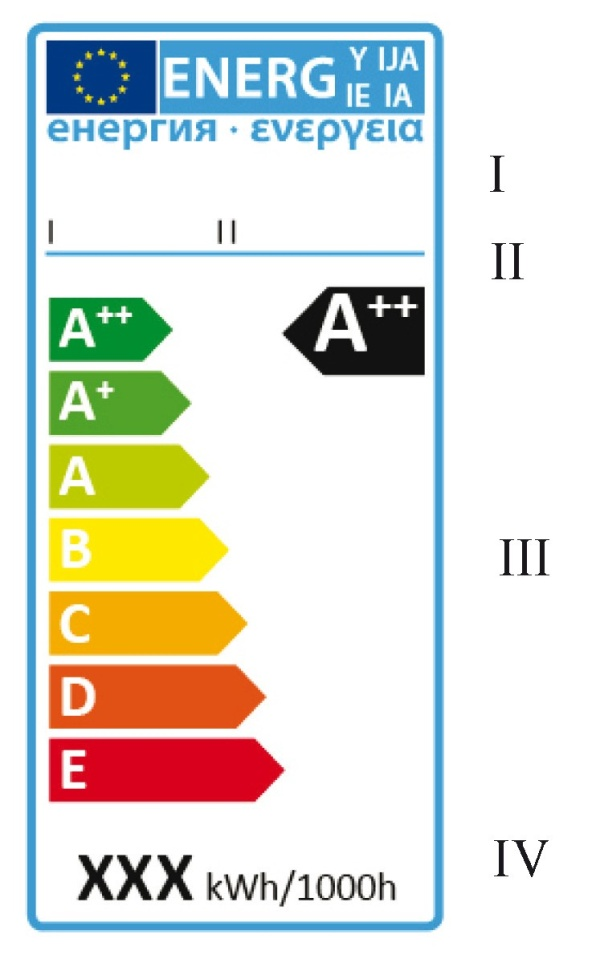 ENERG Y IJA
IE IA
енергия · ενεργεια
I
I II
II
A++ A++
A+
A
B
III
C
D
E
XXX kWh/1000h
IV